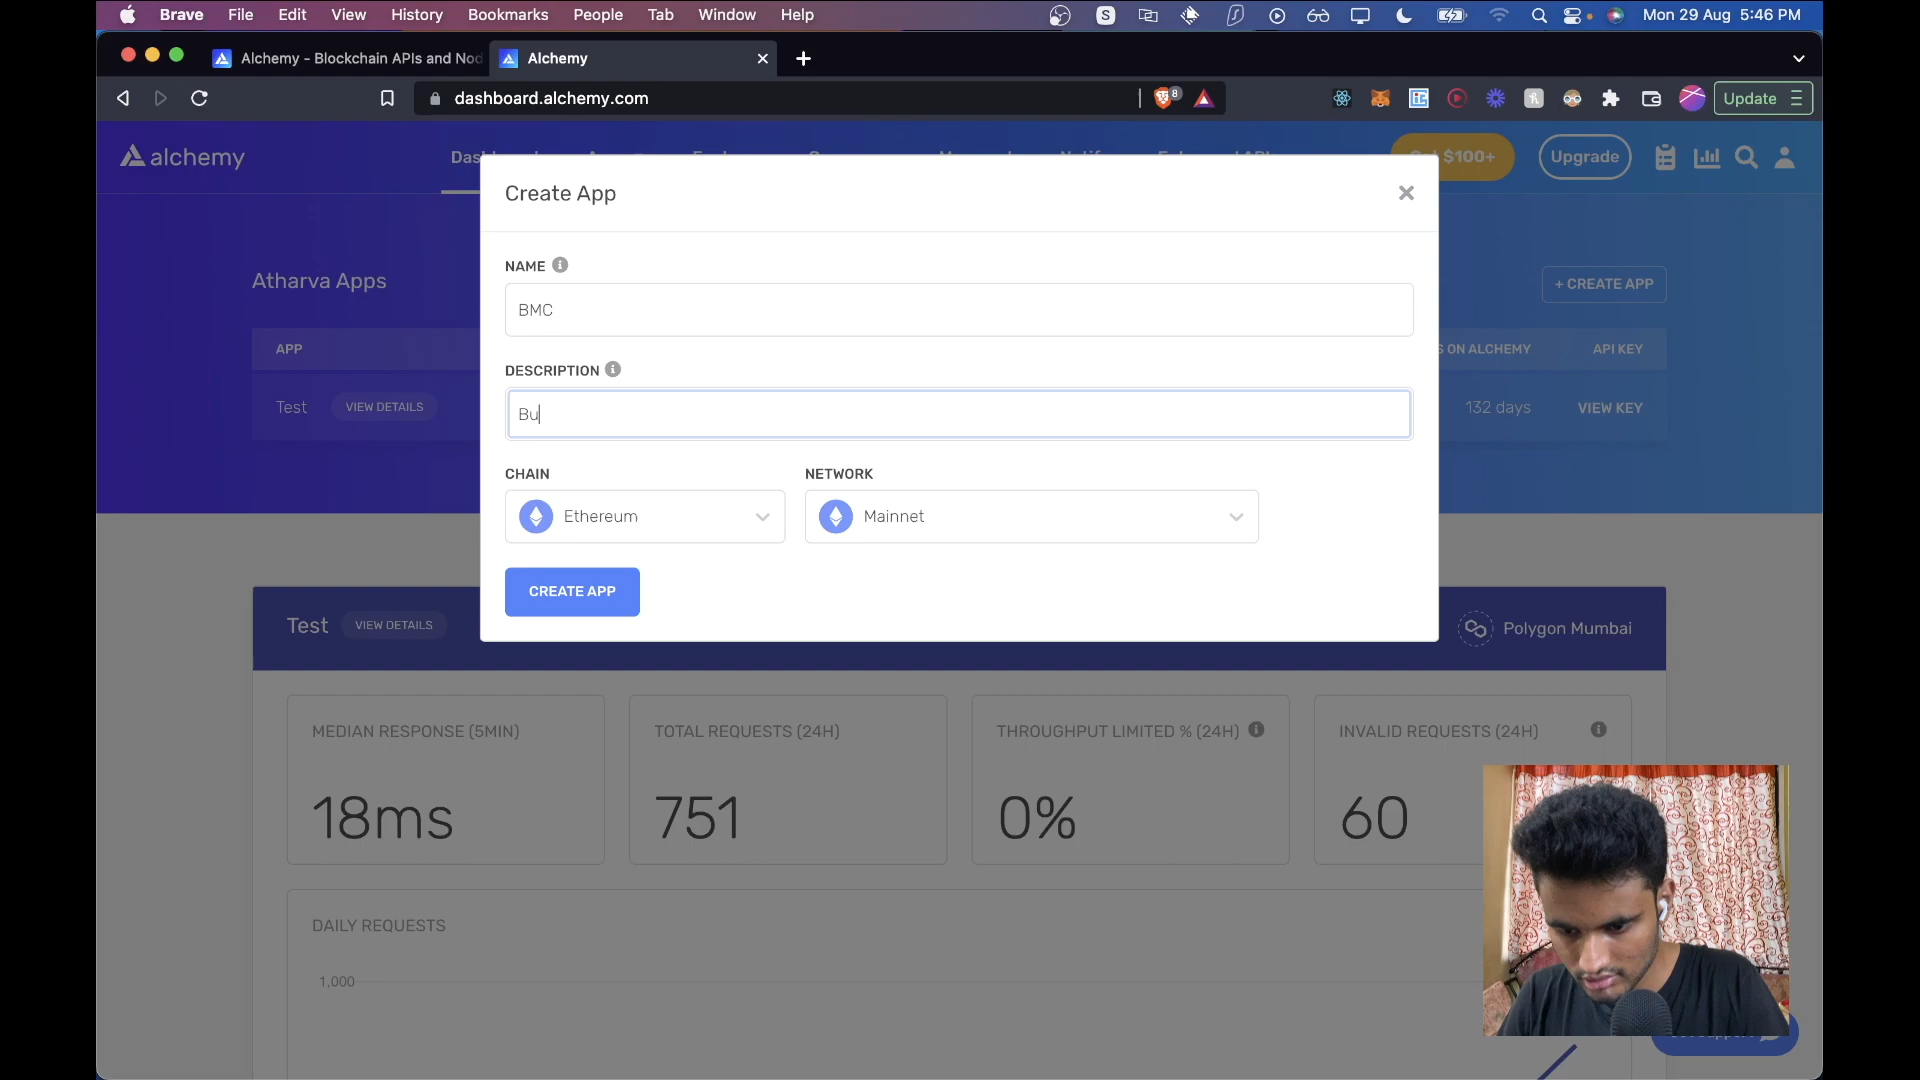 Brave File Edit View History Bookmarks People Tab Window Help
Mon 29 Aug 5:46 PM
Alchemy - Blockchain APIs and Nod
Alchemy
dashboard.alchemy.com
8
Update
alchemy
$100+
Upgrade
Create App
NAME
BMC
DESCRIPTION
Bu
CHAIN
NETWORK
Ethereum
Mainnet
CREATE APP
Atharva Apps
+ CREATE APP
APP
S ON ALCHEMY
API KEY
Test
VIEW DETAILS
132 days
VIEW KEY
Test
VIEW DETAILS
Polygon Mumbai
MEDIAN RESPONSE (5MIN)
18ms
TOTAL REQUESTS (24H)
751
THROUGHPUT LIMITED % (24H)
0%
INVALID REQUESTS (24H)
60
DAILY REQUESTS
1,000